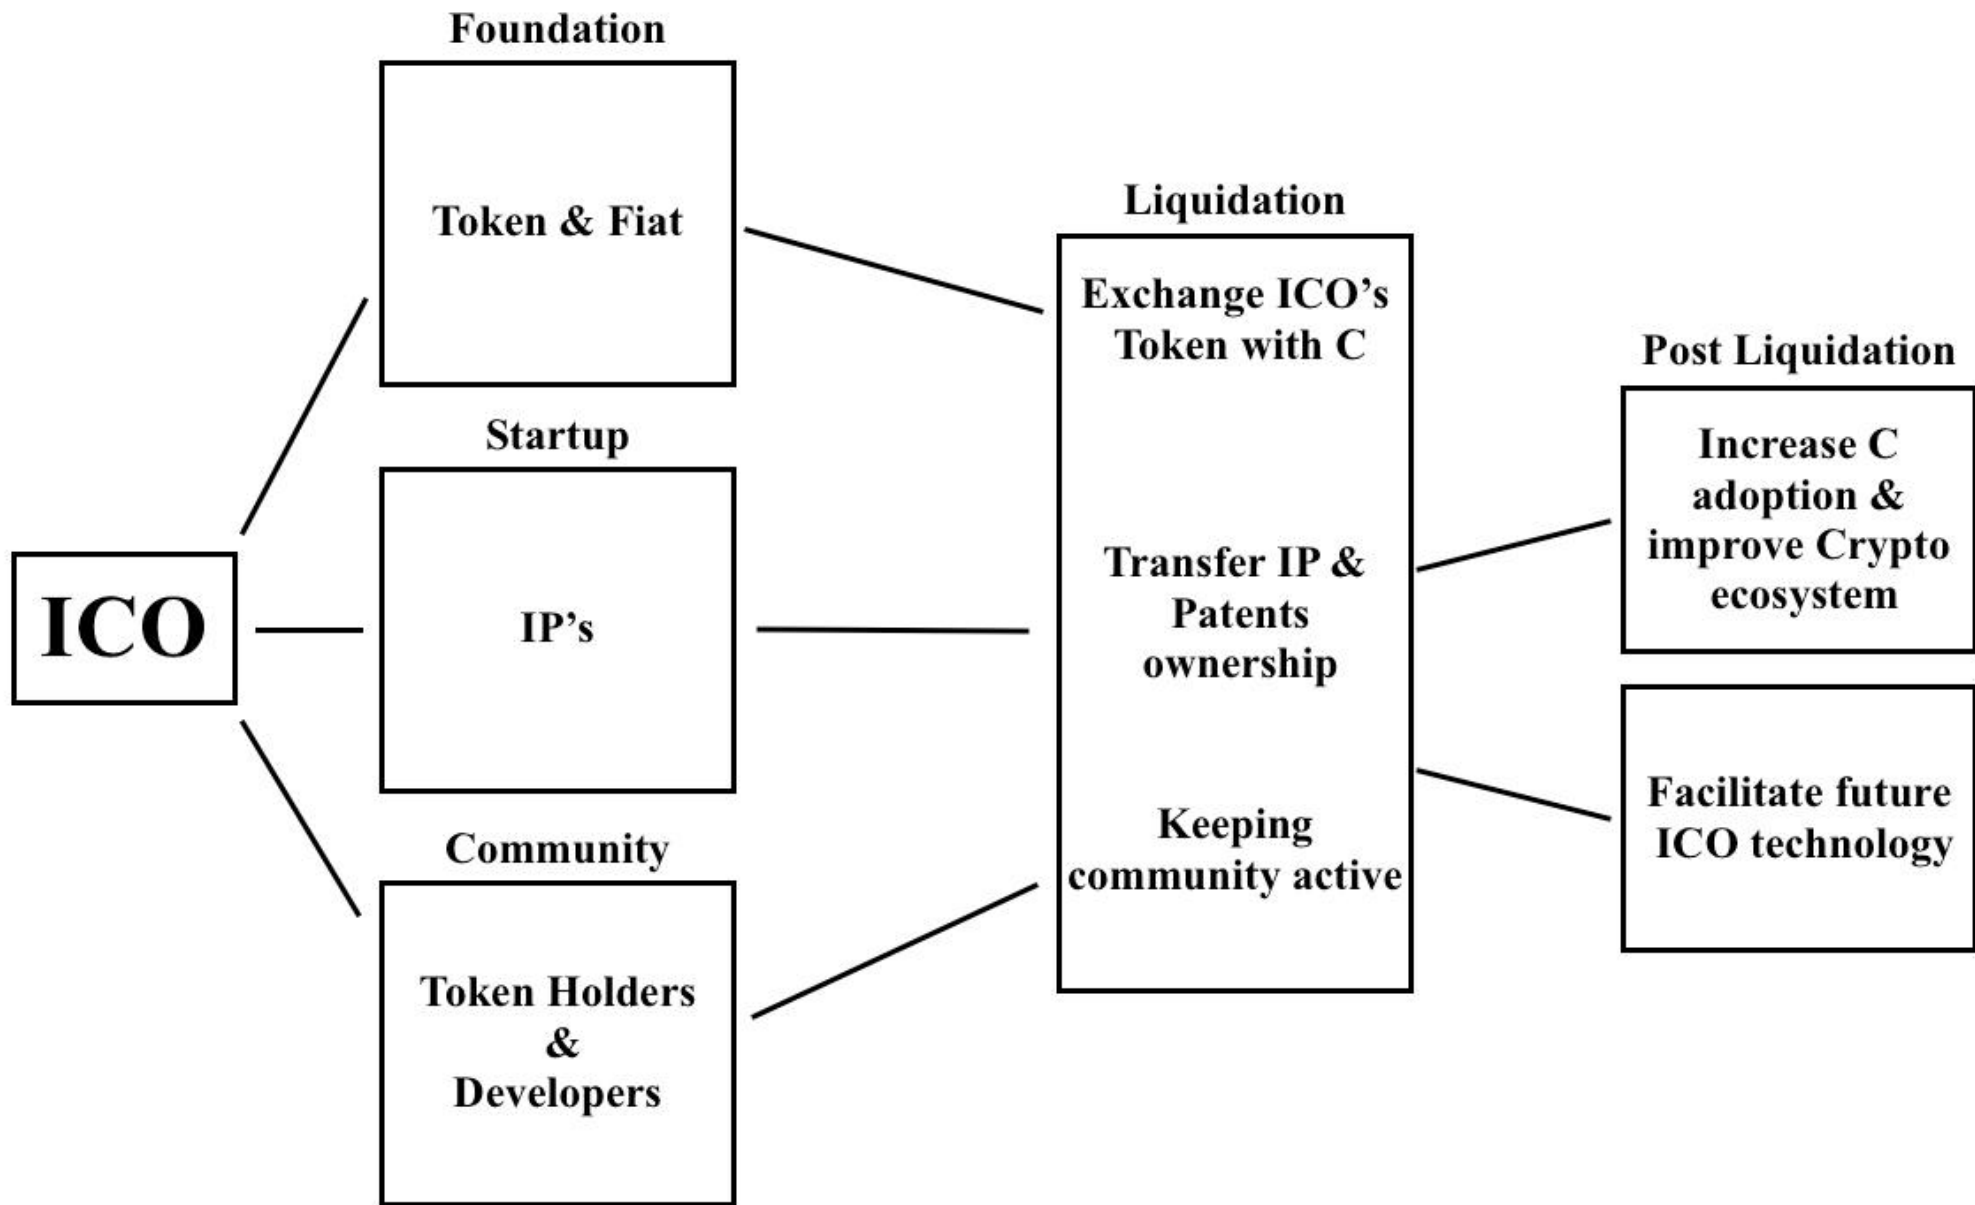 Foundation
Token & Fiat
Startup
IP's
Community
Token Holders
&
Developers
ICO
Liquidation
Exchange ICO’s
Token with C
Transfer IP &
Patents
ownership
Keeping
community active
Post Liquidation
Increase C
adoption &
improve Crypto
ecosystem
Facilitate future
ICO technology